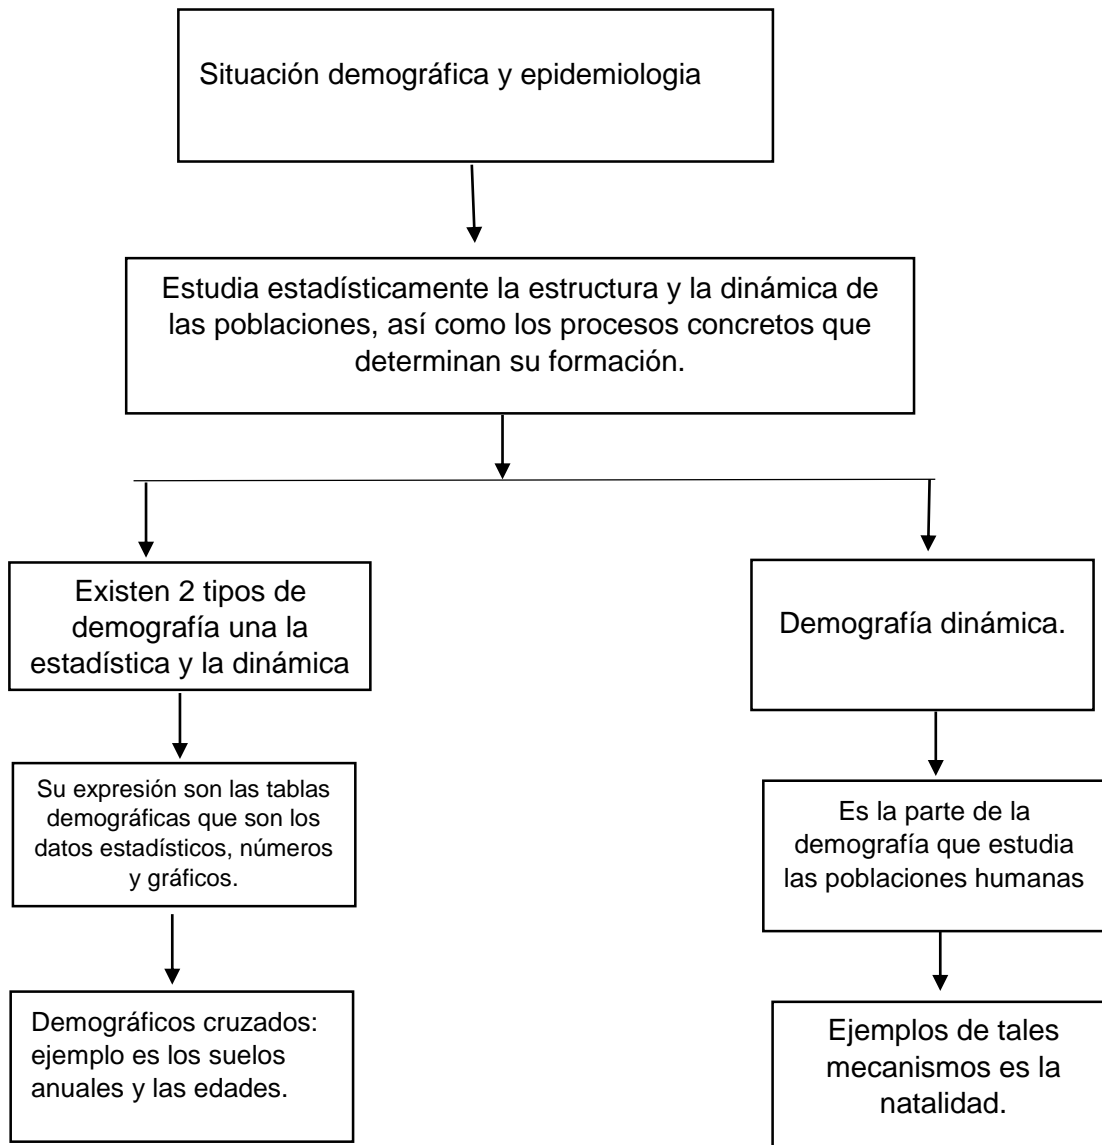 Situación demográfica y epidemiologia
Estudia estadísticamente la estructura y la dinámica de
las poblaciones, así como los procesos concretos que
determinan su formación.
Existen 2 tipos de
demografía una la
estadística y la dinámica
Su expresión son las tablas
demográficas que son los
datos estadísticos, números
y gráficos.
Demográficos cruzados:
ejemplo es los suelos
anuales y las edades.
Demografía dinámica.
Es la parte de la
demografía que estudia
las poblaciones humanas
Ejemplos de tales
mecanismos es la
natalidad.